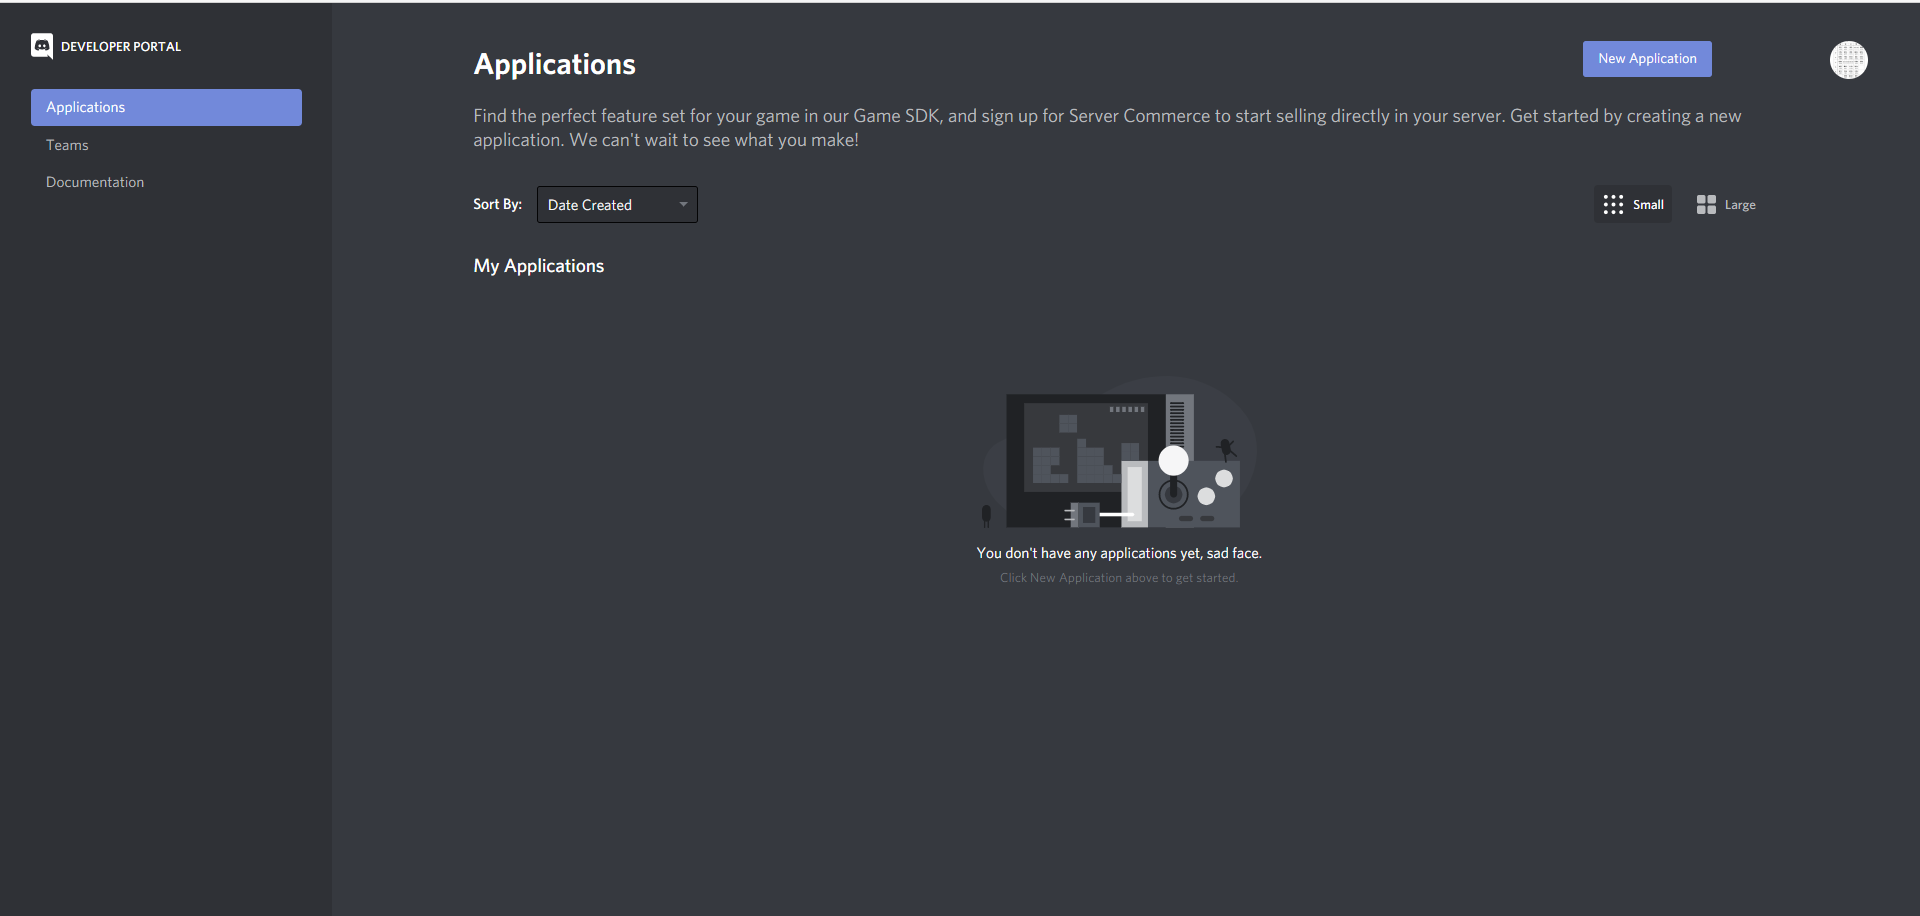 DEVELOPER PORTAL
Applications
Teams
Documentation
Applications
New Application
Find the perfect feature set for your game in our Game SDK, and sign up for Server Commerce to start selling directly in your server. Get started by creating a new
application. We can't wait to see what you make!
Sort By: Date Created
Small Large
My Applications
You don't have any applications yet, sad face.
Click New Application above to get started.